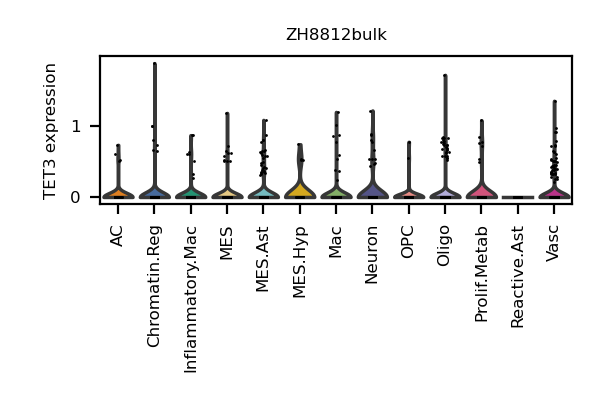 ZH8812bulk
TET3 expression
1
0
AC
Chromatin.Reg
Inflammatory.Mac
MES
MES.Ast
MES.Hyp
Mac
Neuron
OPC
Oligo
Prolif.Metab
Reactive.Ast
Vasc